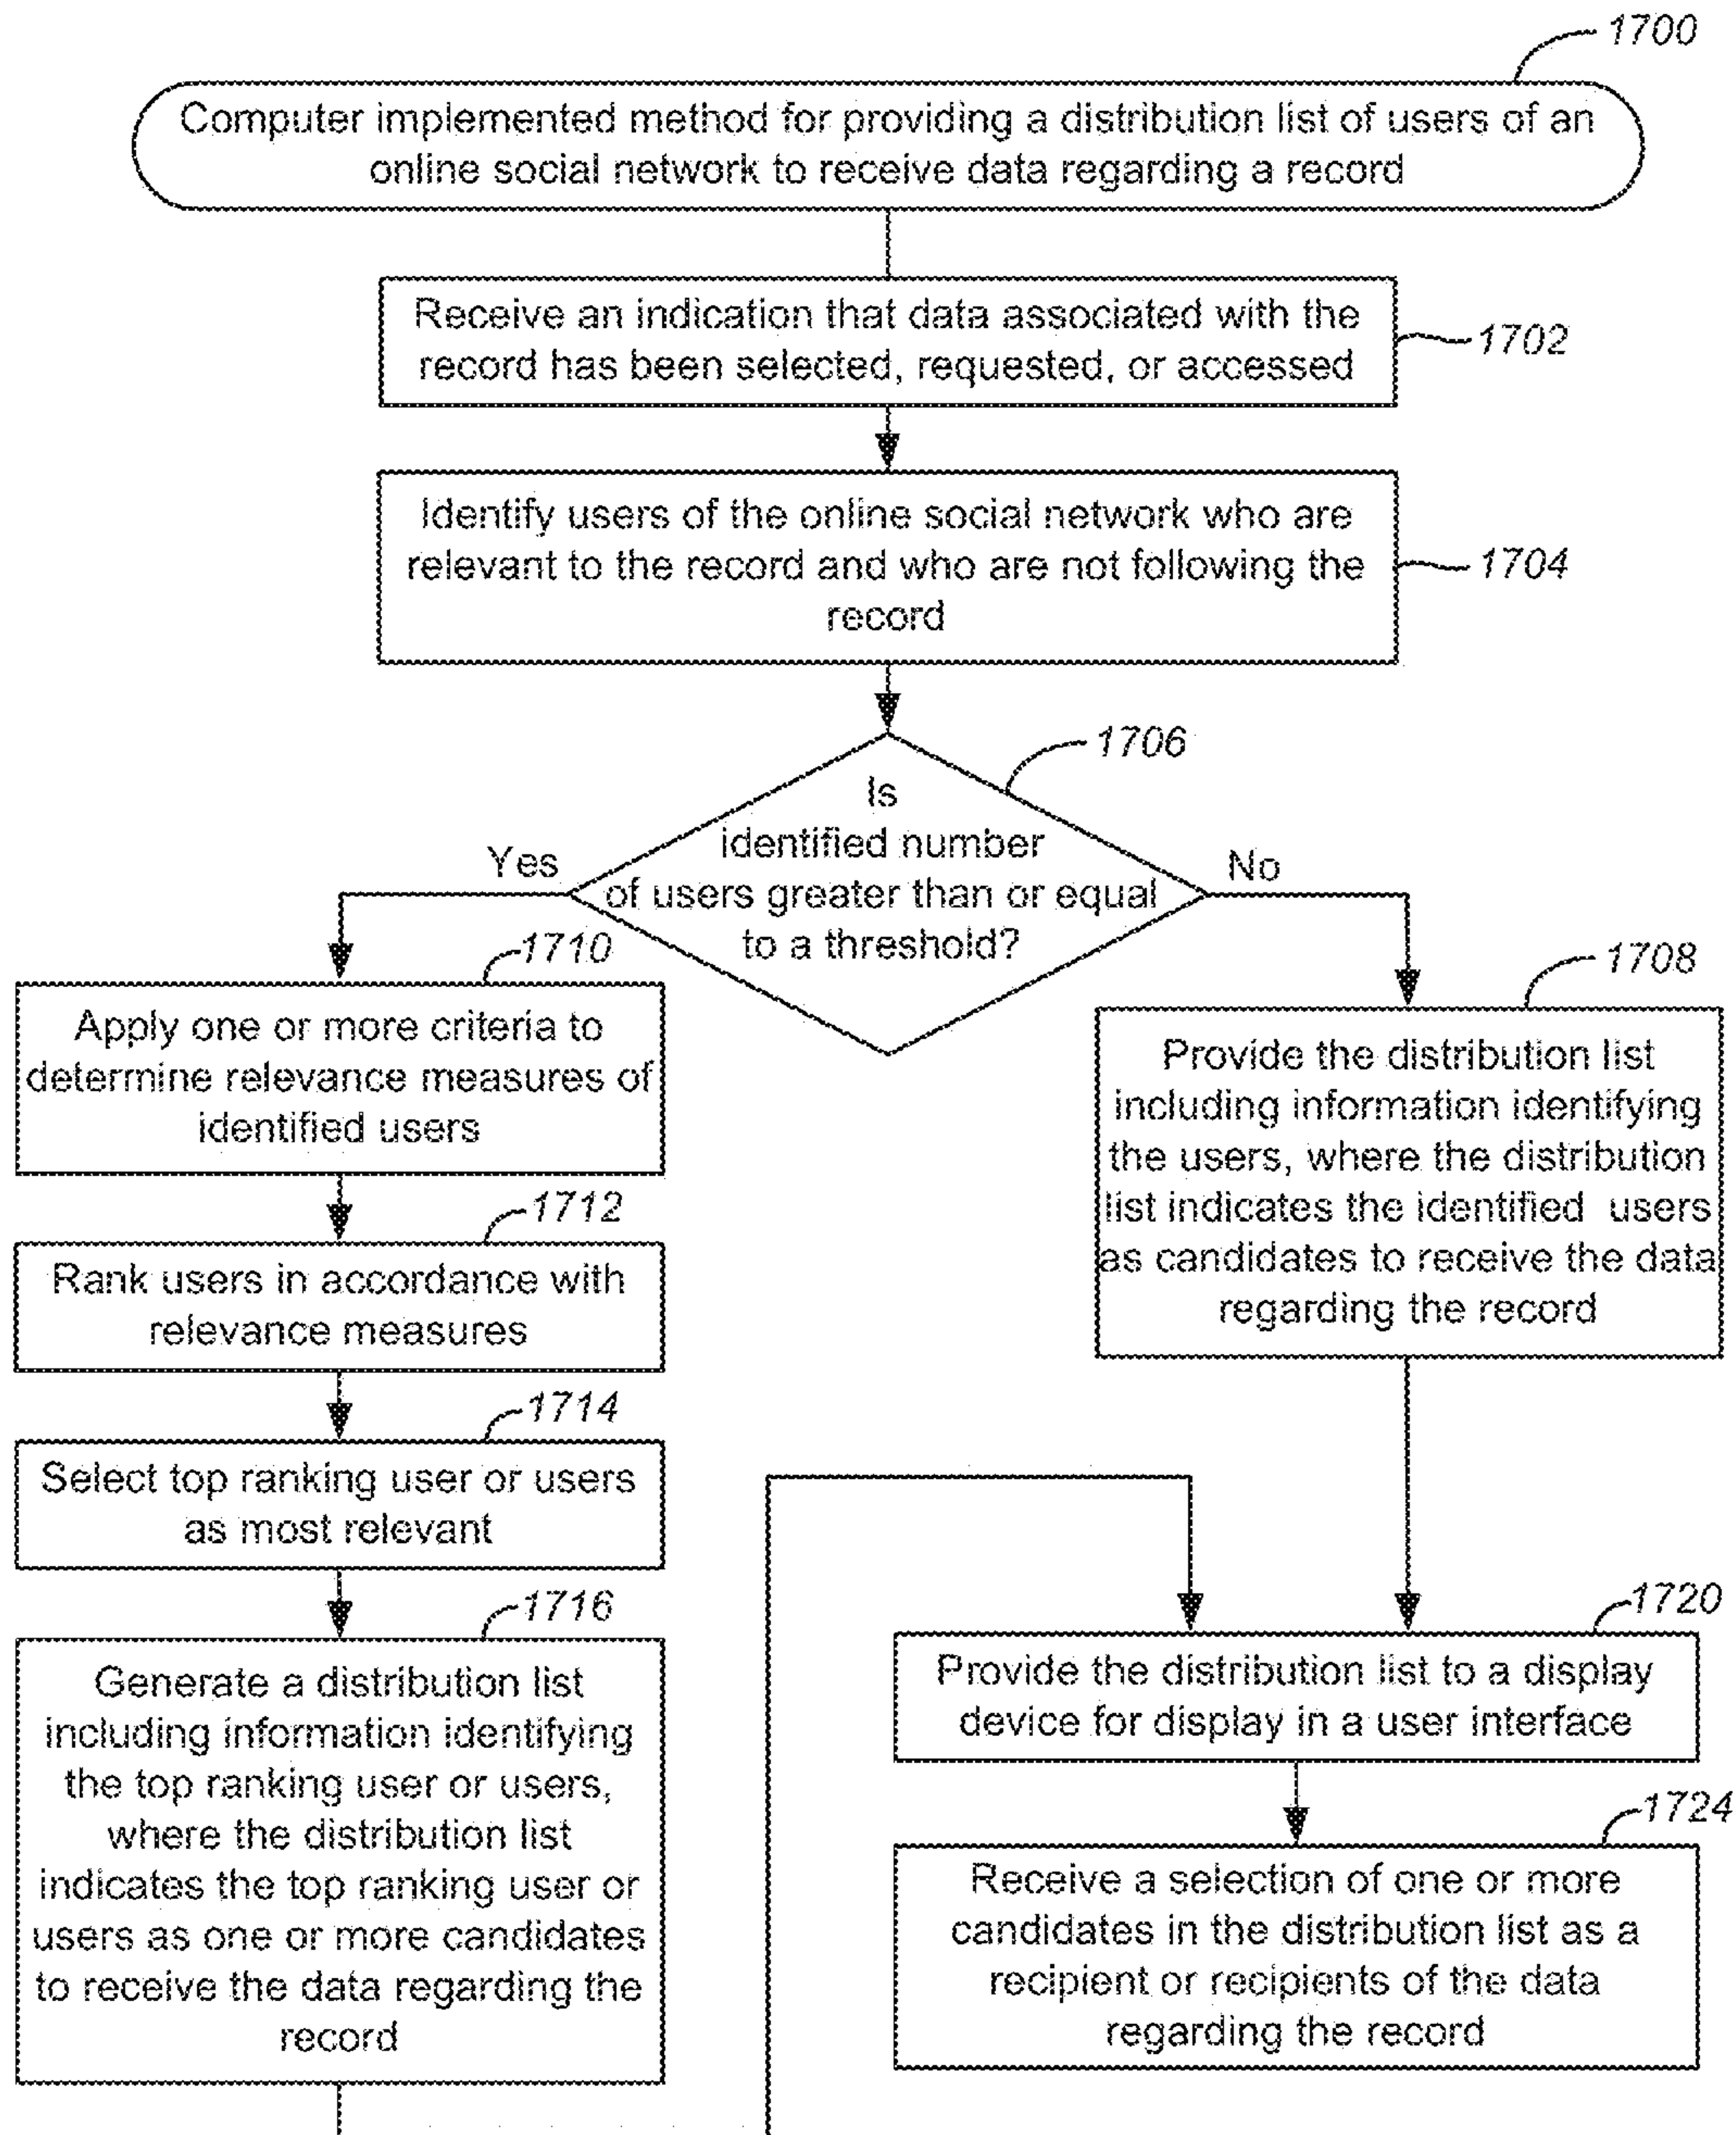 1700
Computer implemented method for providing a distribution list of users of an
online social network to receive data regarding a record
Receive an indication that data associated with the
record has been selected, requested, or accessed
1702
Identify users of the online social network who are
relevant to the record and who are not following the
record
1704
1706
Is
identified number
of users greater than or equal
to a threshold?
Yes
No
1710
Apply one or more criteria to
determine relevance measures of
identified users
1712
Rank users in accordance with
relevance measures
1714
Select top ranking user or users
as most relevant
1716
Generate a distribution list
including information identifying
the top ranking user or users,
where the distribution list
indicates the top ranking user or
users as one or more candidates
to receive the data regarding the
record
1708
Provide the distribution list
including information identifying
the users, where the distribution
list indicates the identified users
as candidates to receive the data
regarding the record
1720
Provide the distribution list to a display
device for display in a user interface
1724
Receive a selection of one or more
candidates in the distribution list as a
recipient or recipients of the data
regarding the record